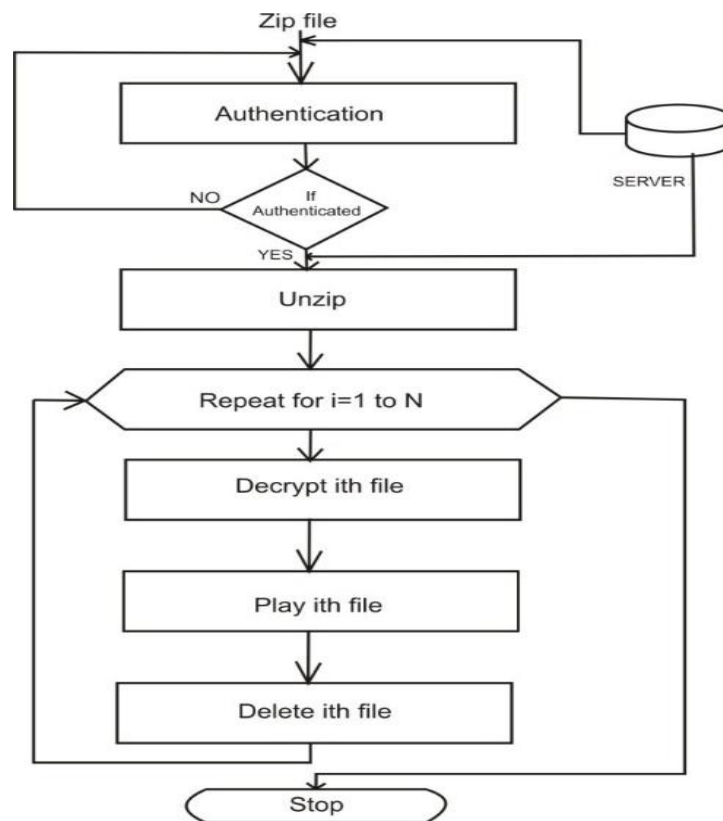 Zip file
Authentication
SERVER
NO
If
Authenticated
YES
Unzip
Repeat for i=1 to N
Decrypt ith file
Play ith file
Delete ith file
Stop